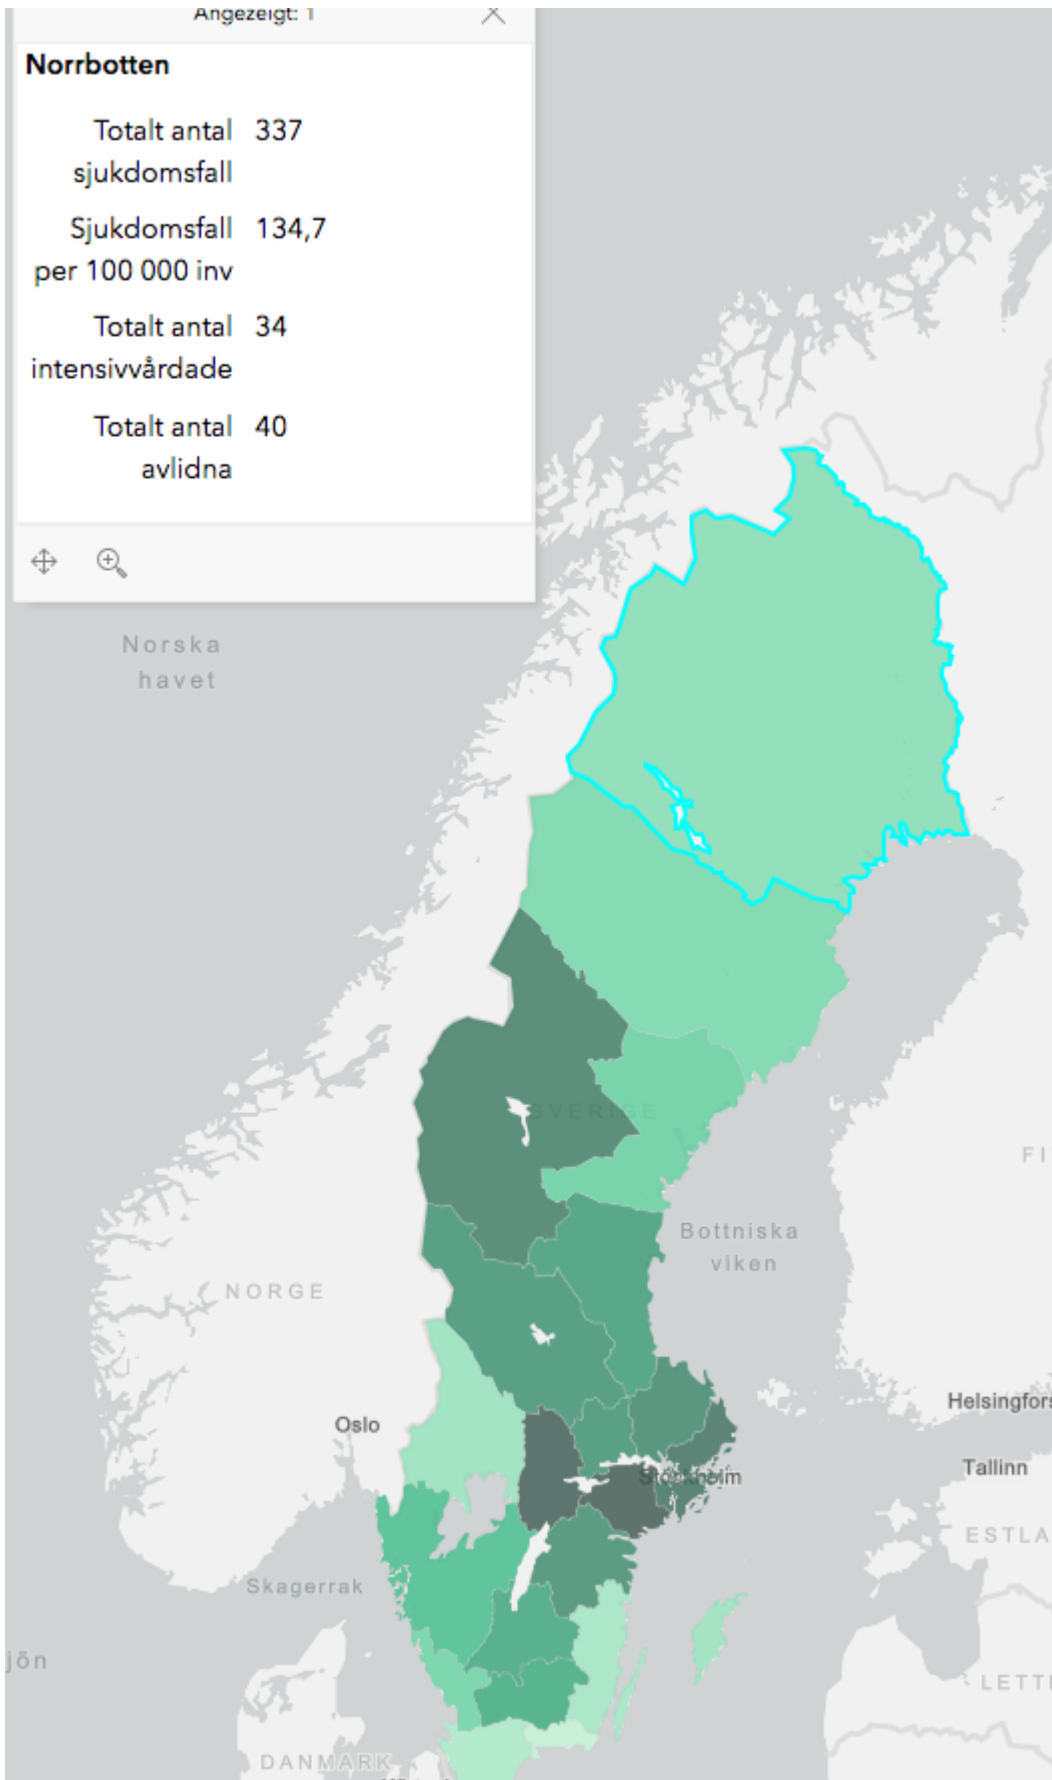 Angezeigt: 1
Norrbotten
Totalt antal 337
sjukdomsfall
Sjukdomsfall 134,7
per 100 000 inv
Totalt antal 34
intensivvårdade
Totalt antal 40
avlidna
Norska
havet
SVERIGE
FI
Bottniska
viken
NORGE
Helsingfors
Oslo
Tallinn
Stockholm
ESTLA
Skagerrak
jön
LETT
DANMARK